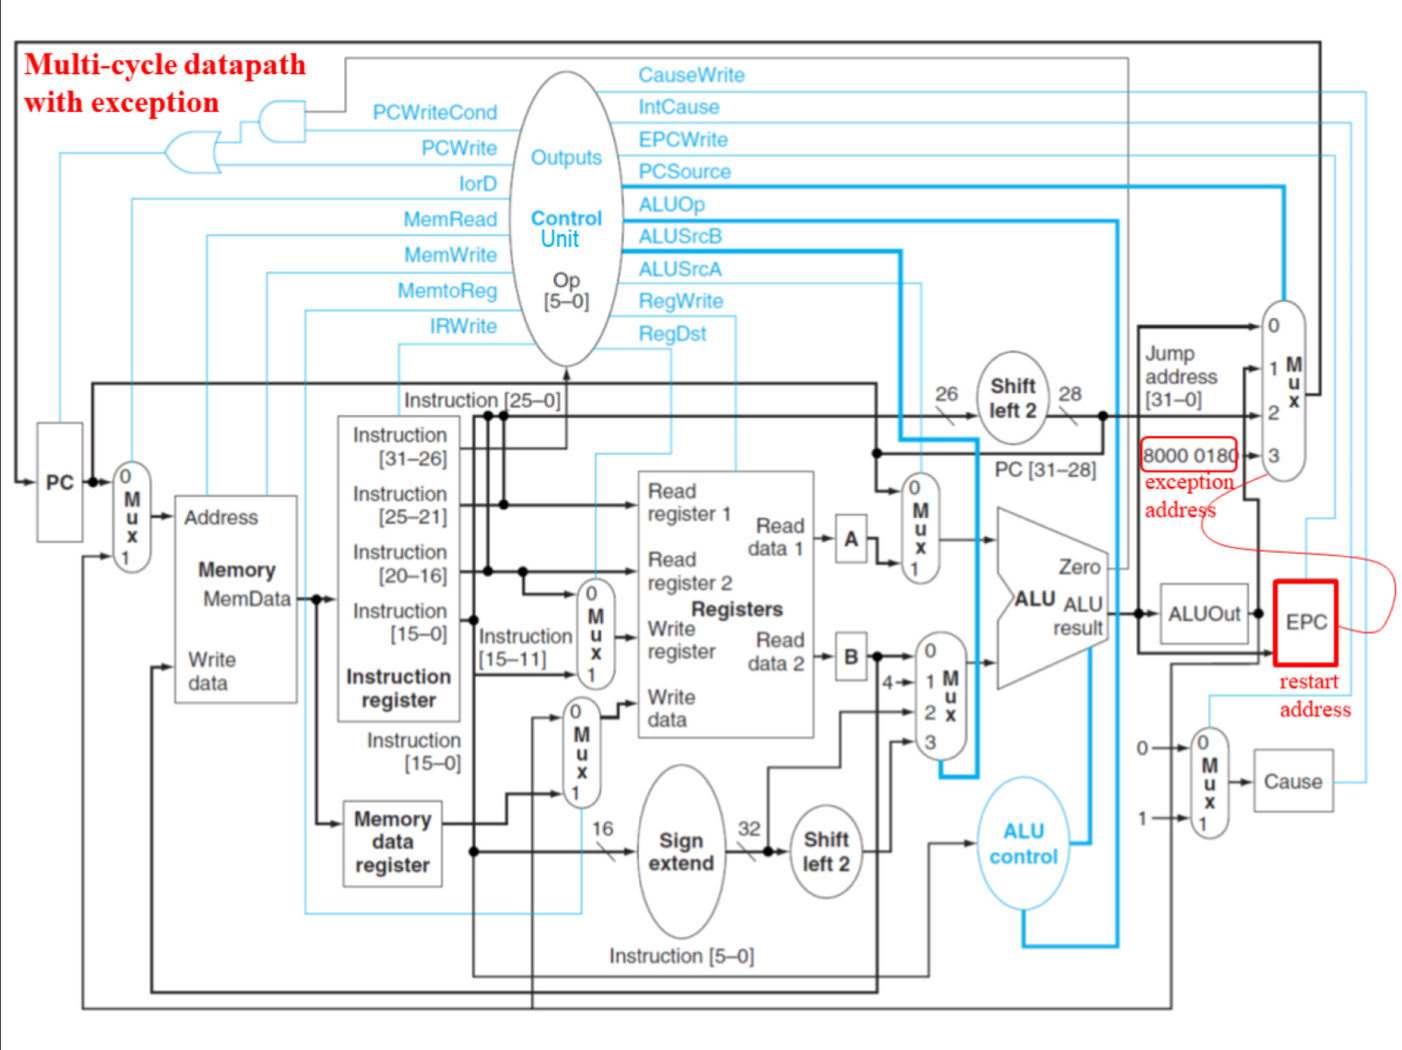 Multi-cycle datapath
with exception
CauseWrite
IntCause
EPCWrite
PCSource
ALUOp
ALUSrcB
ALUSrcA
RegWrite
RegDst
PCWriteCond
PCWrite
IorD
MemRead
MemWrite
MemtoReg
IRWrite
Outputs
Control
Unit
Op
[5–0]
Instruction [25–0]
26
Shift
left 2
28
Jump
address
[31–0]
0
1
2
3
M
u
x
8000 0180
exception
address
PC [31–28]
PC
0
M
u
x
1
Address
Memory
MemData
Write
data
Instruction
[31–26]
Instruction
[25–21]
Instruction
[20–16]
Instruction
[15–0]
Instruction
register
Instruction
[15–0]
Memory
data
register
Instruction
[15–11]
0
M
u
x
1
0
M
u
x
1
Read
register 1
Read
register 2
Registers
Write
register
Write
data
Read
data 1
Read
data 2
A
B
4
0
M
u
x
1
0
1 M
u
2 x
3
Zero
ALU
ALU
result
ALUOut
EPC
restart
address
0
1
0
M
u
x
1
Cause
16
Sign
extend
32
Shift
left 2
ALU
control
Instruction [5–0]